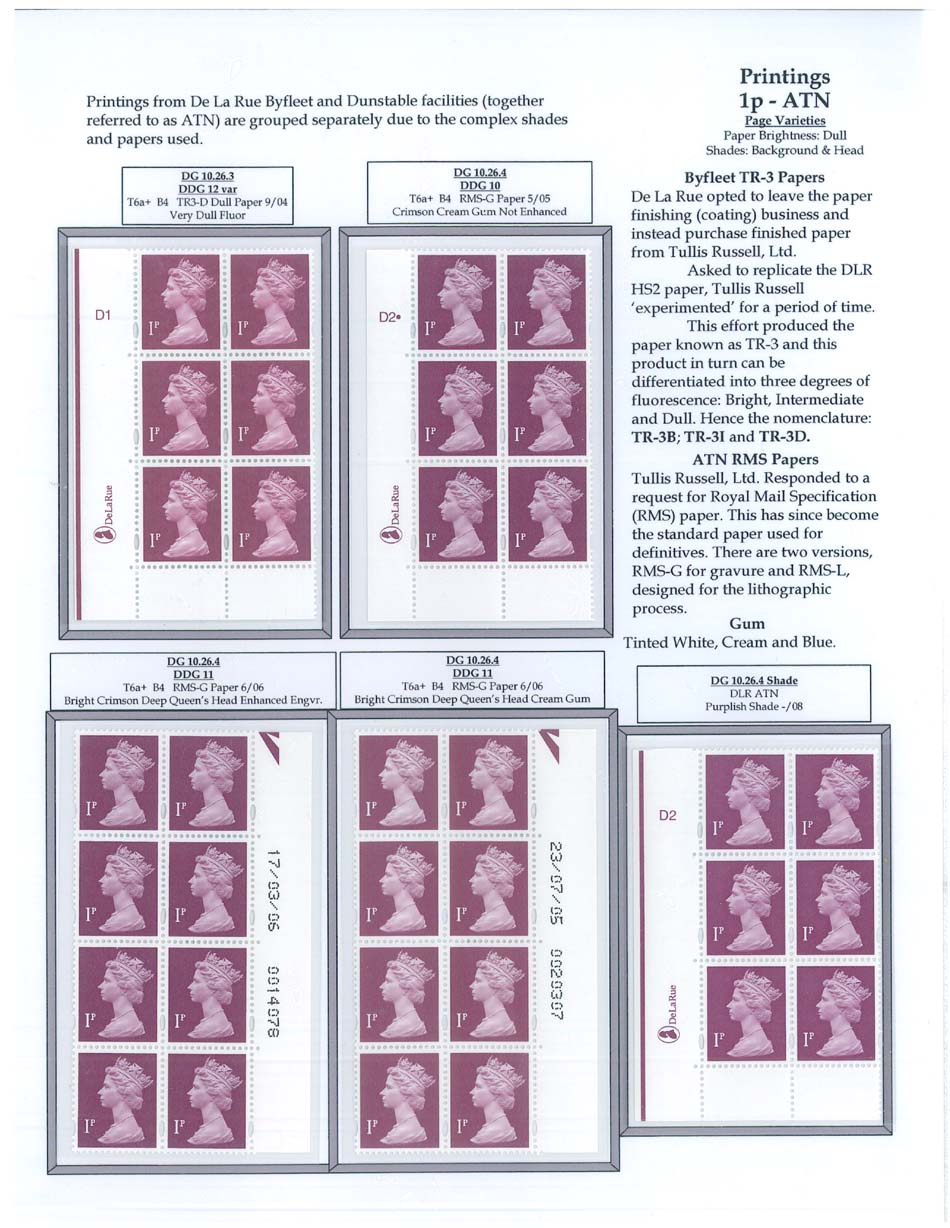 Printings
1p - ATN
Page Varieties
Paper Brightness: Dull
Shades: Background & Head
Printings from De La Rue Byfleet and Dunstable facilities (together
referred to as ATN) are grouped separately due to the complex shades
and papers used.
DG 10.26.3
DDG 12 var
T6a+ B4 TR3-D Dull Paper 9/04
Very Dull Fluor
D1
1P
1P
1P
1P
1P
1P
DeLaRue
DG 10.26.4
DDG 10
T6a+ B4 RMS-G Paper 5/05
Crimson Cream Gum Not Enhanced
D2•
1P
1P
1P
1P
1P
1P
DeLaRue
Byfleet TR-3 Papers
De La Rue opted to leave the paper
finishing (coating) business and
instead purchase finished paper
from Tullis Russell, Ltd.
Asked to replicate the DLR
HS2 paper, Tullis Russell
‘experimented’ for a period of time.
This effort produced the
paper known as TR-3 and this
product in turn can be
differentiated into three degrees of
fluorescence: Bright, Intermediate
and Dull. Hence the nomenclature:
TR-3B; TR-3I and TR-3D.
ATN RMS Papers
Tullis Russell, Ltd. Responded to a
request for Royal Mail Specification
(RMS) paper. This has since become
the standard paper used for
definitives. There are two versions,
RMS-G for gravure and RMS-L,
designed for the lithographic
process.
Gum
Tinted White, Cream and Blue.
DG 10.26.4
DDG 11
T6a+ B4 RMS-G Paper 6/06
Bright Crimson Deep Queen's Head Enhanced Engvr.
1P
1P
1P
1P
1P
1P
1P
1P
17/03/06 0014078
DG 10.26.4
DDG 11
T6a+ B4 RMS-G Paper 6/06
Bright Crimson Deep Queen's Head Cream Gum
1P
1P
1P
1P
1P
1P
1P
1P
23/07/05 0020307
DG 10.26.4 Shade
DLR ATN
Purplish Shade -/08
D2
1P
1P
1P
1P
1P
1P
DeLaRue